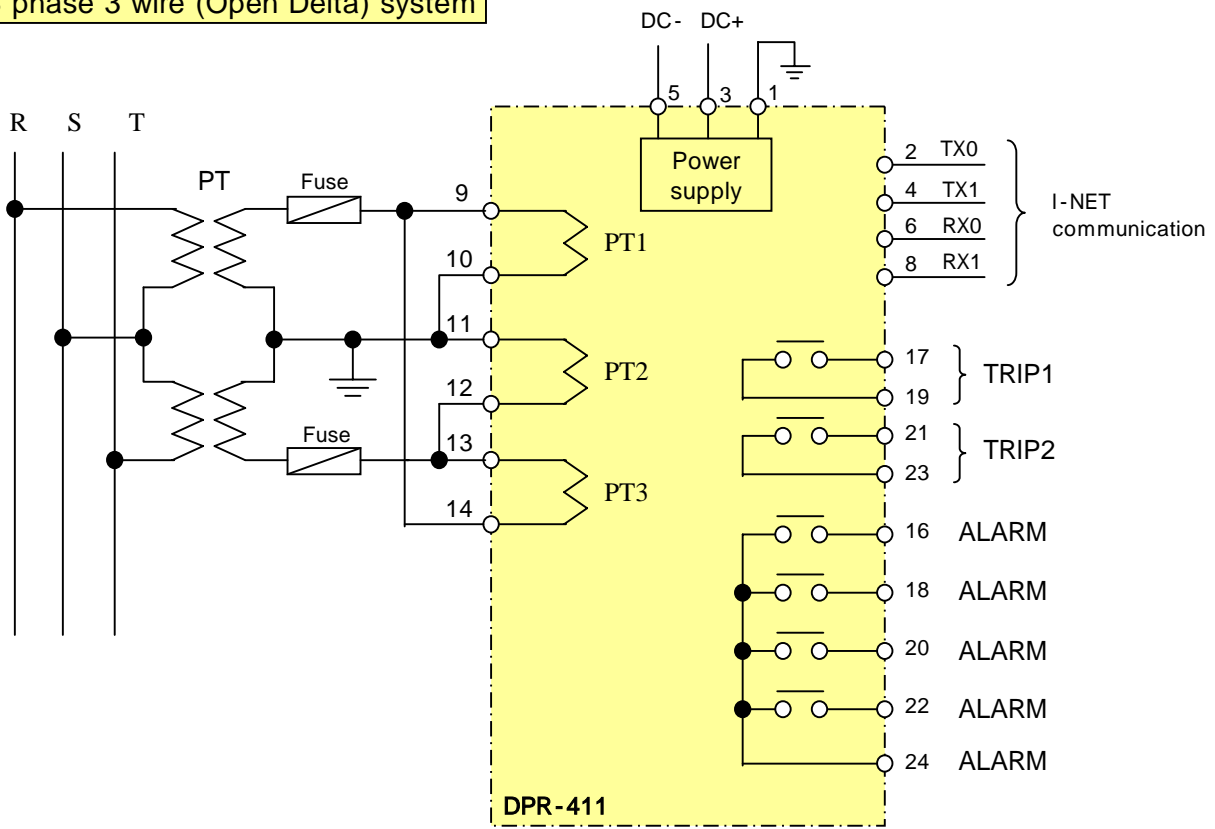 phase 3 wire (Open Delta) system
DC- DC+
5 3 1
R S T
Power
supply
2 TX0
4 TX1
6 RX0
8 RX1
I-NET
communication
PT
Fuse
9
PT1
10
11
PT2
12
Fuse
13
PT3
14
17
TRIP1
19
21
TRIP2
23
16 ALARM
18 ALARM
20 ALARM
22 ALARM
24 ALARM
DPR-411